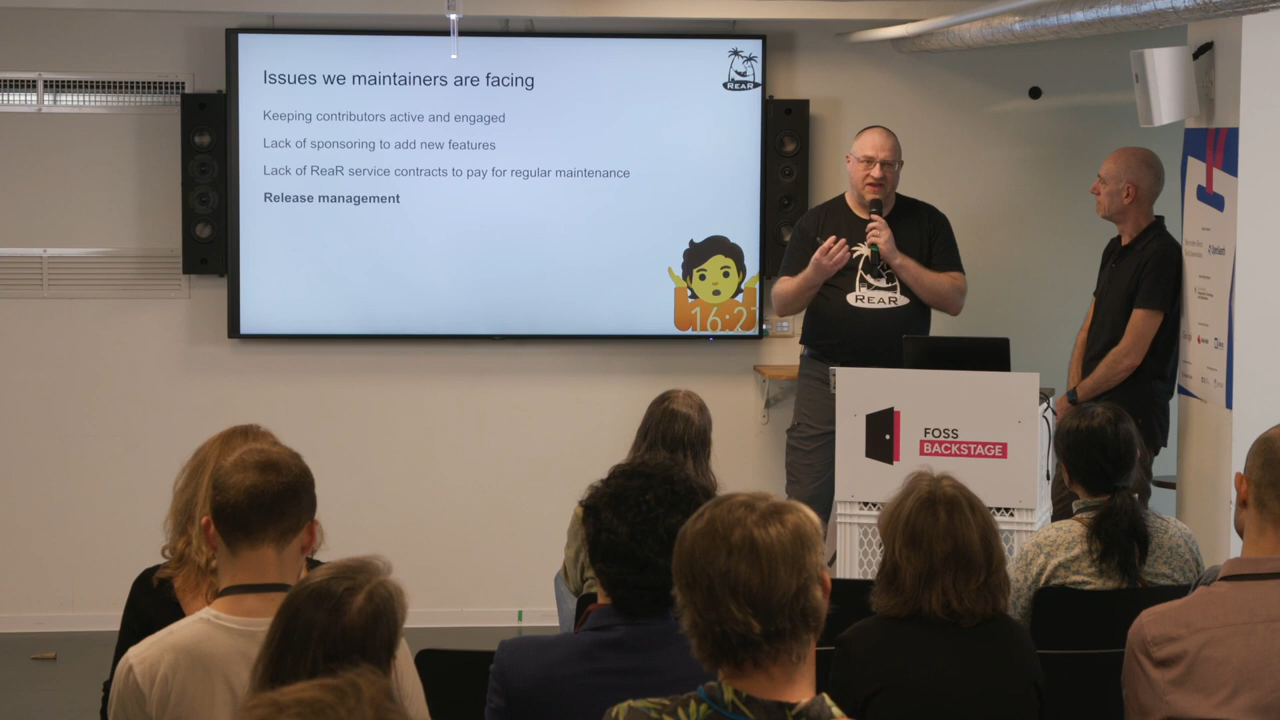 Issues we maintainers are facing
REAR
Keeping contributors active and engaged
Lack of sponsoring to add new features
Lack of ReaR service contracts to pay for regular maintenance
Release management
16:27
REAR
FOSS
BACKSTAGE